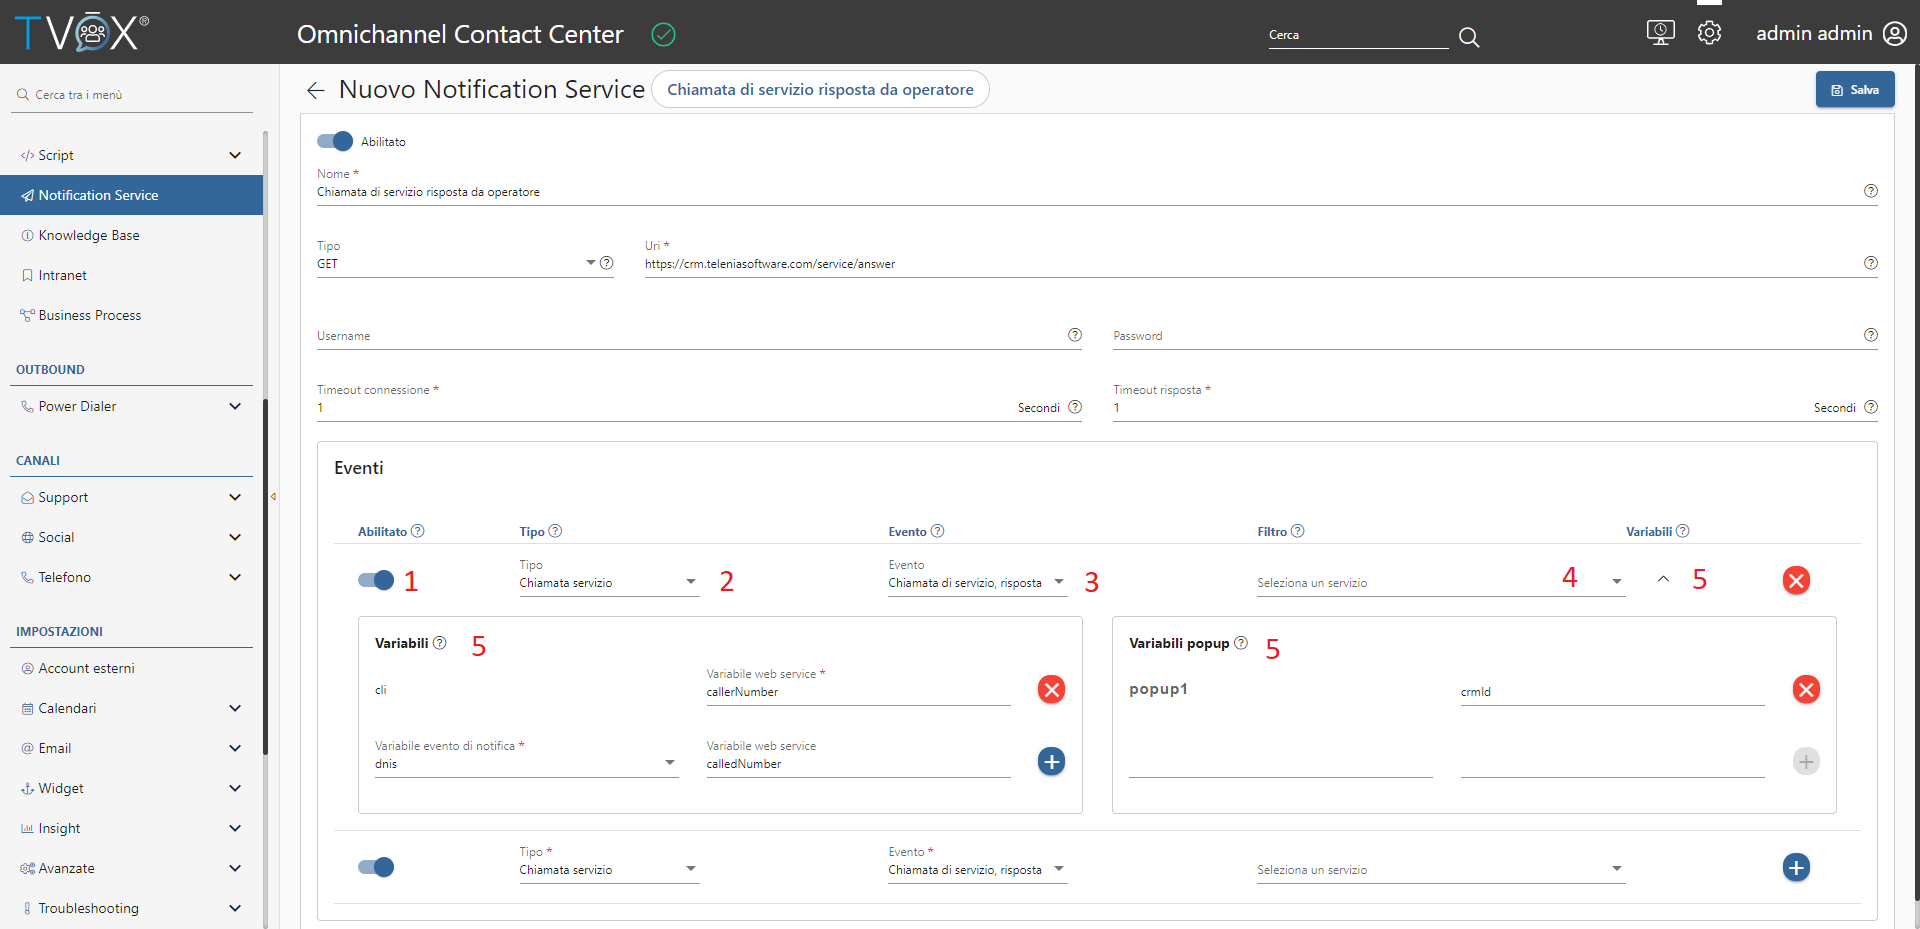 TVOX®
Omnichannel Contact Center
Cerca
admin admin
Cerca tra i menù
Script
Notification Service
Knowledge Base
Intranet
Business Process
OUTBOUND
Power Dialer
CANALI
Support
Social
Telefono
IMPOSTAZIONI
Account esterni
Calendari
Email
Widget
Insight
Avanzate
Troubleshooting
Nuovo Notification Service
Chiamata di servizio risposta da operatore
Salva
Abilitato
Nome *
Chiamata di servizio risposta da operatore
Tipo
GET
Uri *
https://crm.teleniasoftware.com/service/answer
Username
Password
Timeout connessione *
1 Secondi
Timeout risposta *
1 Secondi
Eventi
Abilitato Tipo Evento Filtro Variabili
1
Tipo
Chiamata servizio
2
Evento
Chiamata di servizio, risposta
3
Seleziona un servizio
4
5
Variabili 5
cli
Variabile web service *
callerNumber
Variabile evento di notifica *
dnis
Variabile web service
calledNumber
Variabili popup 5
popup1
crmId
Tipo *
Chiamata servizio
Evento *
Chiamata di servizio, risposta
Seleziona un servizio